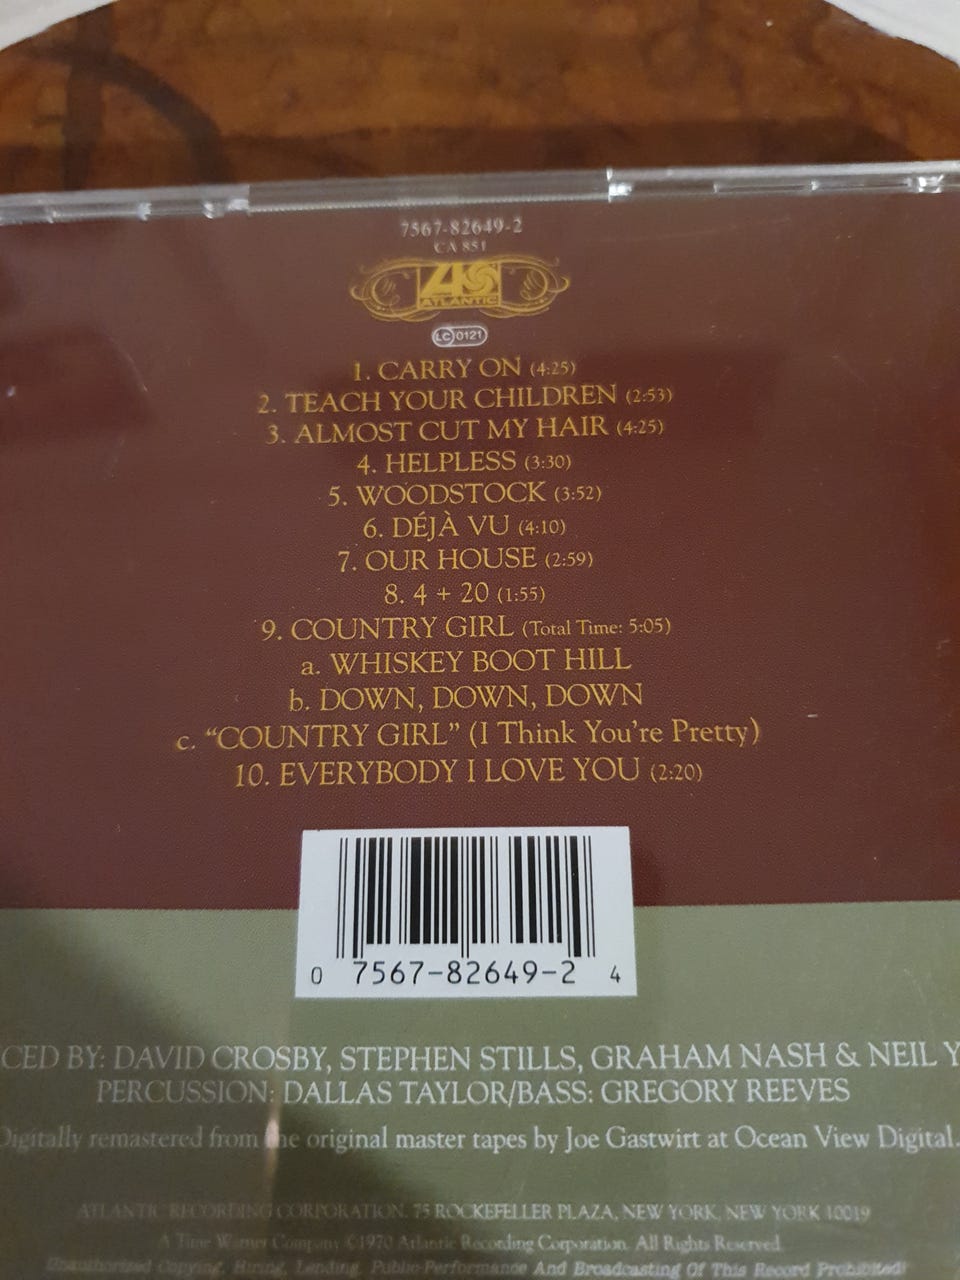 7567-82649-2
CA 851
ATLANTIC
LC 0121
1. CARRY ON (4:25)
2. TEACH YOUR CHILDREN (2:53)
3. ALMOST CUT MY HAIR (4:25)
4. HELPLESS (3:30)
5. WOODSTOCK (3:52)
6. DÉJÀ VU (4:10)
7. OUR HOUSE (2:59)
8. 4 + 20 (1:55)
9. COUNTRY GIRL (Total Time: 5:05)
a. WHISKEY BOOT HILL
b. DOWN, DOWN, DOWN
c. "COUNTRY GIRL" (I Think You're Pretty)
10. EVERYBODY I LOVE YOU (2:20)
0 7567-82649-2 4
CED BY: DAVID CROSBY, STEPHEN STILLS, GRAHAM NASH & NEIL Y
PERCUSSION: DALLAS TAYLOR/BASS: GREGORY REEVES
Digitally remastered from the original master tapes by Joe Gastwirt at Ocean View Digital.
ATLANTIC RECORDING CORPORATION, 75 ROCKEFELLER PLAZA, NEW YORK, NEW YORK 10019
A Time Warner Company ©1970 Atlantic Recording Corporation. All Rights Reserved.
Unauthorized Copying, Hiring, Lending, Public Performance And Broadcasting Of This Record Prohibited!